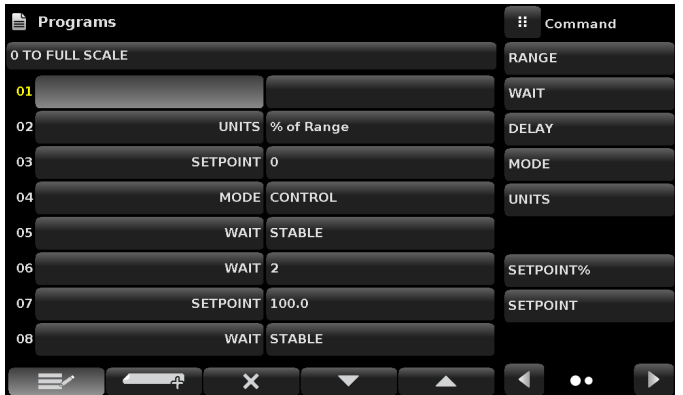 Programs
Command
0 TO FULL SCALE
RANGE
01
WAIT
02 UNITS % of Range
DELAY
03 SETPOINT 0
MODE
04 MODE CONTROL
UNITS
05 WAIT STABLE
06 WAIT 2
SETPOINT%
07 SETPOINT 100.0
SETPOINT
08 WAIT STABLE